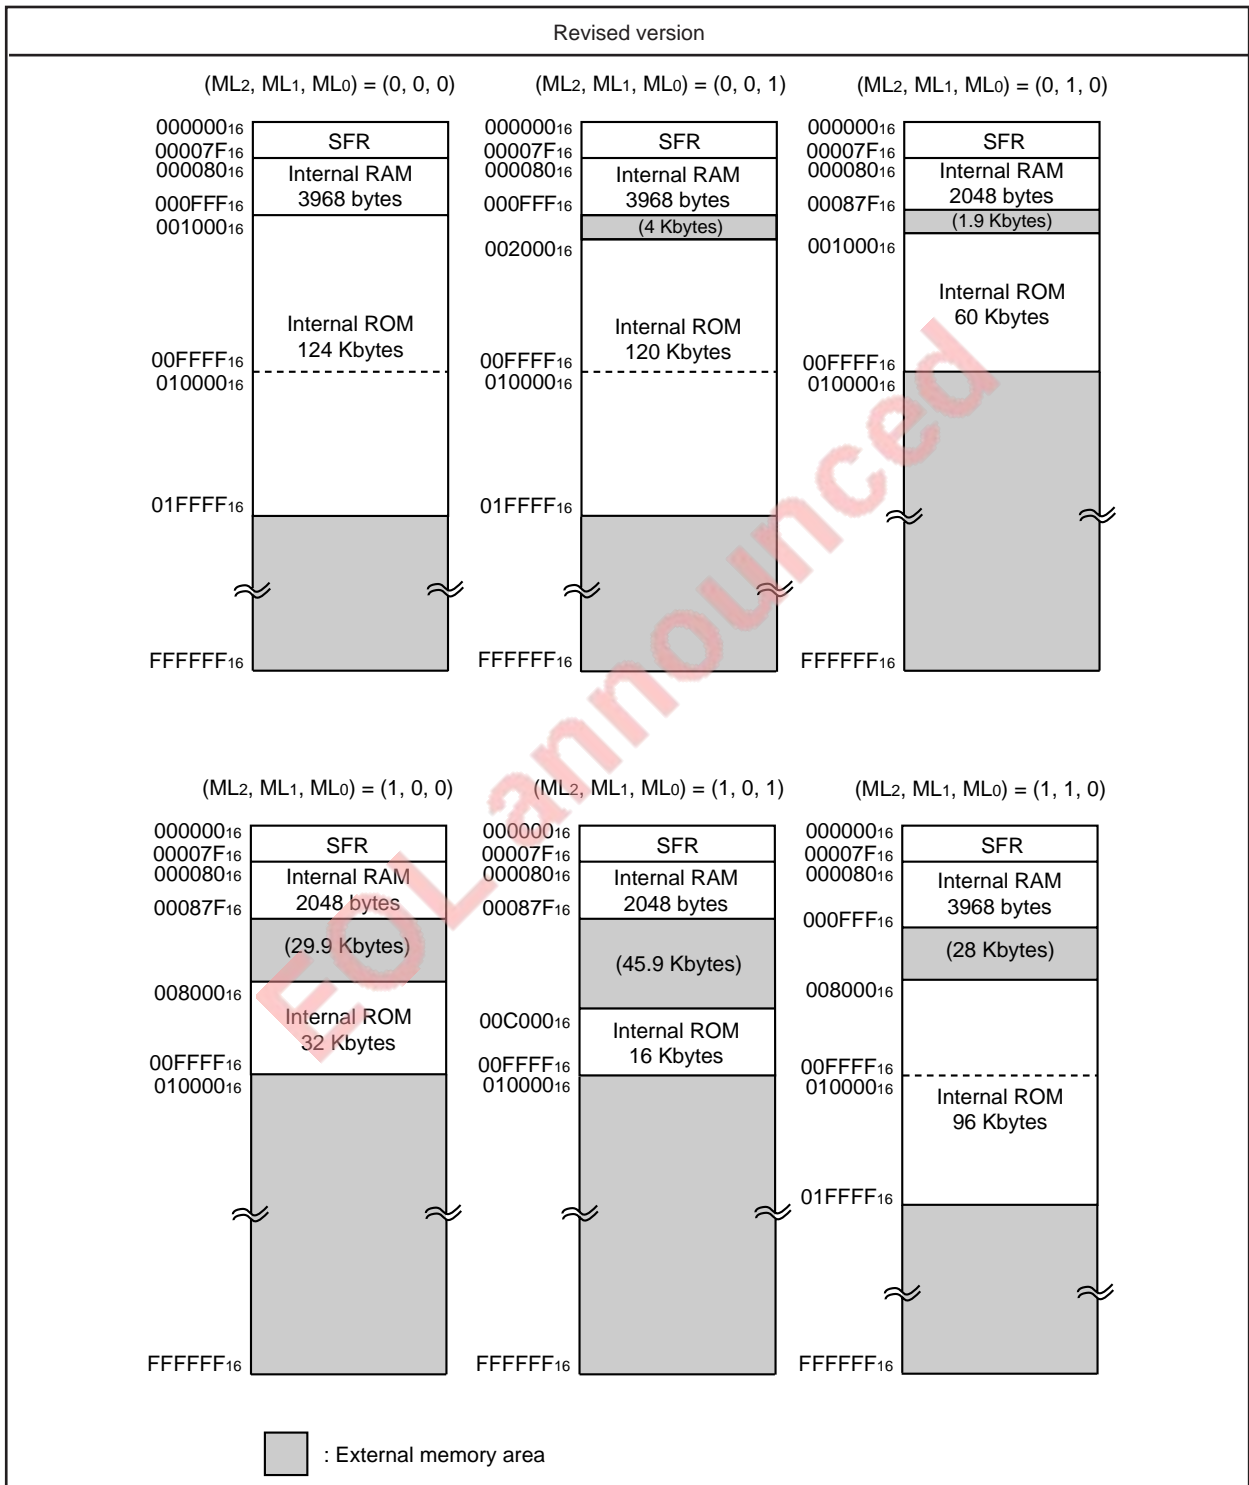 Revised version
(ML2, ML1, ML0) = (0, 0, 0)
00000016
00007F16
00008016
000FFF16
00100016
00FFFF16
01000016
01FFFF16
FFFFFF16
SFR
Internal RAM
3968 bytes
Internal ROM
124 Kbytes
(ML2, ML1, ML0) = (0, 0, 1)
00000016
00007F16
00008016
000FFF16
00200016
00FFFF16
01000016
01FFFF16
FFFFFF16
SFR
Internal RAM
3968 bytes
(4 Kbytes)
Internal ROM
120 Kbytes
(ML2, ML1, ML0) = (0, 1, 0)
00000016
00007F16
00008016
00087F16
00100016
00FFFF16
01000016
FFFFFF16
SFR
Internal RAM
2048 bytes
(1.9 Kbytes)
Internal ROM
60 Kbytes
(ML2, ML1, ML0) = (1, 0, 0)
00000016
00007F16
00008016
00087F16
00800016
00FFFF16
01000016
FFFFFF16
SFR
Internal RAM
2048 bytes
(29.9 Kbytes)
Internal ROM
32 Kbytes
(ML2, ML1, ML0) = (1, 0, 1)
00000016
00007F16
00008016
00087F16
00C00016
00FFFF16
01000016
FFFFFF16
SFR
Internal RAM
2048 bytes
(45.9 Kbytes)
Internal ROM
16 Kbytes
(ML2, ML1, ML0) = (1, 1, 0)
00000016
00007F16
00008016
000FFF16
00800016
00FFFF16
01000016
01FFFF16
FFFFFF16
SFR
Internal RAM
3968 bytes
(28 Kbytes)
Internal ROM
96 Kbytes
: External memory area
EOL announced